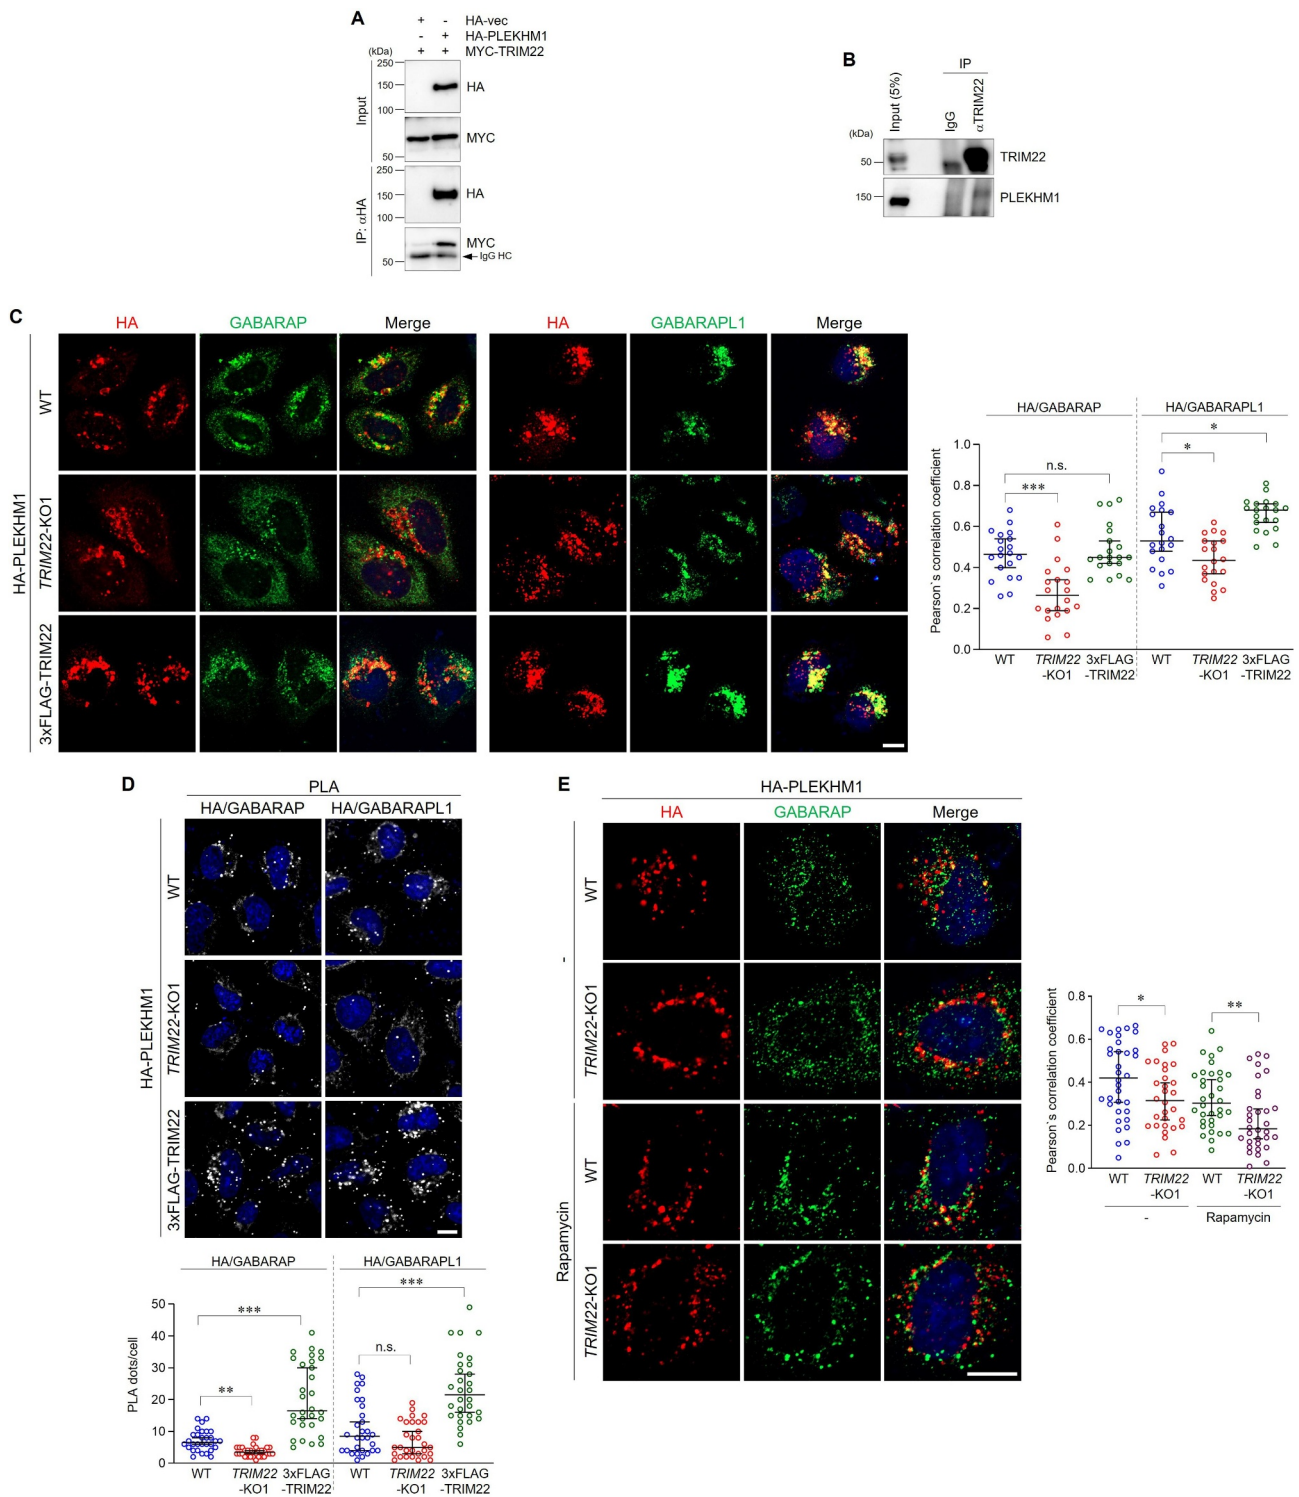 A
+ - HA-vec
- + HA-PLEKHM1
(kDa) + + MYC-TRIM22
Input
250
150
100
HA
MYC
50
IP: αHA
250
150
100
HA
MYC
IgG HC
50
B
IP
Input (5%)
IgG
αTRIM22
(kDa)
50
TRIM22
150
PLEKHM1
C
HA GABARAP Merge HA GABARAPL1 Merge
HA-PLEKHM1
WT
TRIM22-KO1
3xFLAG-TRIM22
HA/GABARAP HA/GABARAPL1
Pearson`s correlation coefficient
1.0
0.8
0.6
0.4
0.2
0.0
n.s.
***
*
*
WT TRIM22 3xFLAG WT TRIM22 3xFLAG
-KO1 -TRIM22 -KO1 -TRIM22
D
PLA
HA/GABARAP HA/GABARAPL1
HA-PLEKHM1
WT
TRIM22-KO1
3xFLAG-TRIM22
HA/GABARAP HA/GABARAPL1
PLA dots/cell
50
40
30
20
10
0
***
**
***
n.s.
WT TRIM22 3xFLAG WT TRIM22 3xFLAG
-KO1 -TRIM22 -KO1 -TRIM22
E
HA-PLEKHM1
HA GABARAP Merge
-
WT
TRIM22-KO1
Rapamycin
WT
TRIM22-KO1
Pearson`s correlation coefficient
0.8
0.6
0.4
0.2
0.0
*
**
WT TRIM22 WT TRIM22
-KO1 -KO1
- Rapamycin